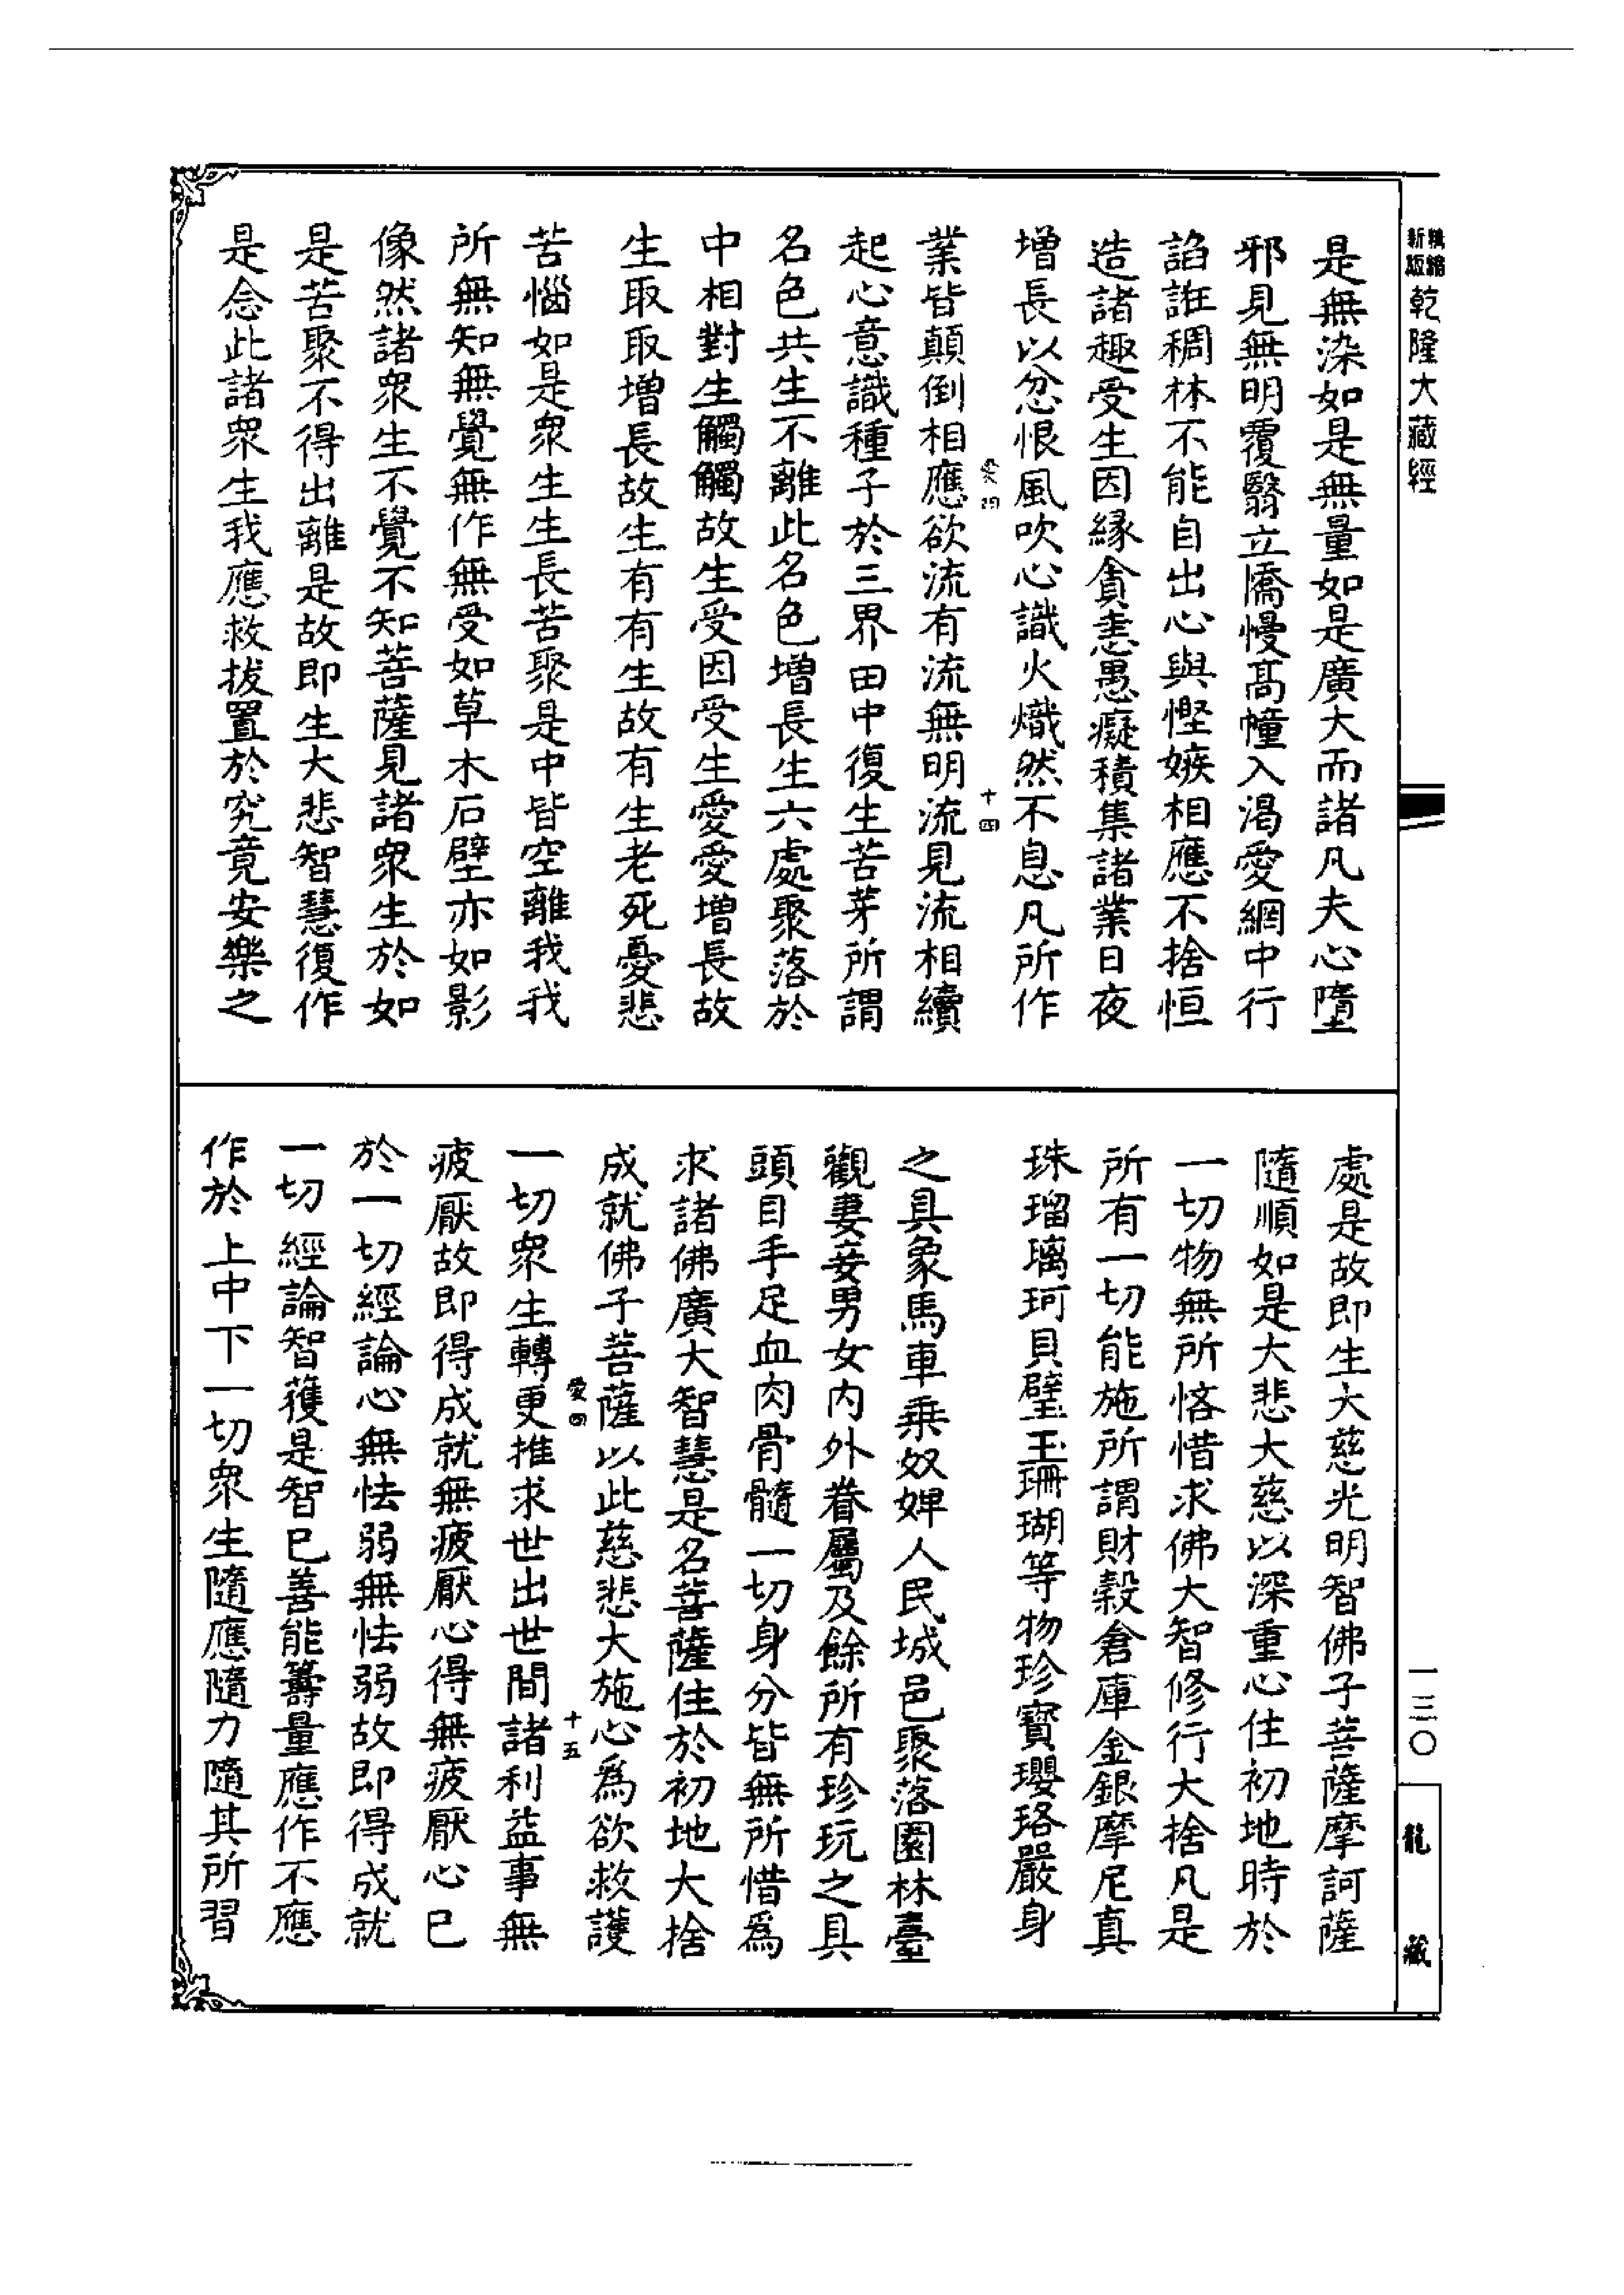 新版精縮乾隆大藏經
是無染如是無量如是廣大而諸凡夫心墮
邪見無明覆翳立憍慢高幢入渴愛網中行
諂誑稠林不能自出心與慳嫉相應不捨恒
造諸趣受生因緣貪恚愚癡積集諸業日夜
增長以忿恨風吹心識火熾然不息凡所作
愛四 十四
業皆顛倒相應欲流有流無明流見流相續
起心意識種子於三界田中復生苦芽所謂
名色共生不離此名色增長生六處聚落於
中相對生觸觸故生受因受生愛愛增長故
生取取增長故生有有生故有生老死憂悲
苦惱如是眾生生長苦聚是中皆空離我我
所無知無覺無作無受如草木石壁亦如影
像然諸眾生不覺不知菩薩見諸眾生於如
是苦聚不得出離是故即生大悲智慧復作
是念此諸眾生我應救拔置於究竟安樂之
處是故即生大慈光明智佛子菩薩摩訶薩
隨順如是大悲大慈以深重心住初地時於
一切物無所悋惜求佛大智修行大捨凡是
所有一切能施所謂財穀倉庫金銀摩尼真
珠瑠璃珂貝璧玉珊瑚等物珍寶瓔珞嚴身
之具象馬車乘奴婢人民城邑聚落園林臺
觀妻妾男女內外眷屬及餘所有珍玩之具
頭目手足血肉骨髓一切身分皆無所惜為
求諸佛廣大智慧是名菩薩住於初地大捨
成就佛子菩薩以此慈悲大施心為欲救護
愛四 十五
一切眾生轉更推求世出世間諸利益事無
疲厭故即得成就無疲厭心得無疲厭心已
於一切經論心無怯弱無怯弱故即得成就
一切經論智獲是智已善能籌量應作不應
作於上中下一切眾生隨應隨力隨其所習
一三〇
龍藏